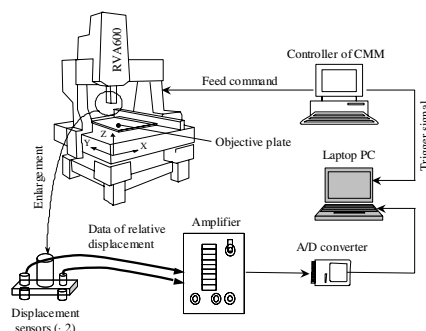 RVA600
Controller of CMM
Feed command
Z
Y
X
Objective plate
Trigger signal
Laptop PC
Enlargement
Data of relative
displacement
Amplifier
A/D converter
Displacement
sensors (· 2)